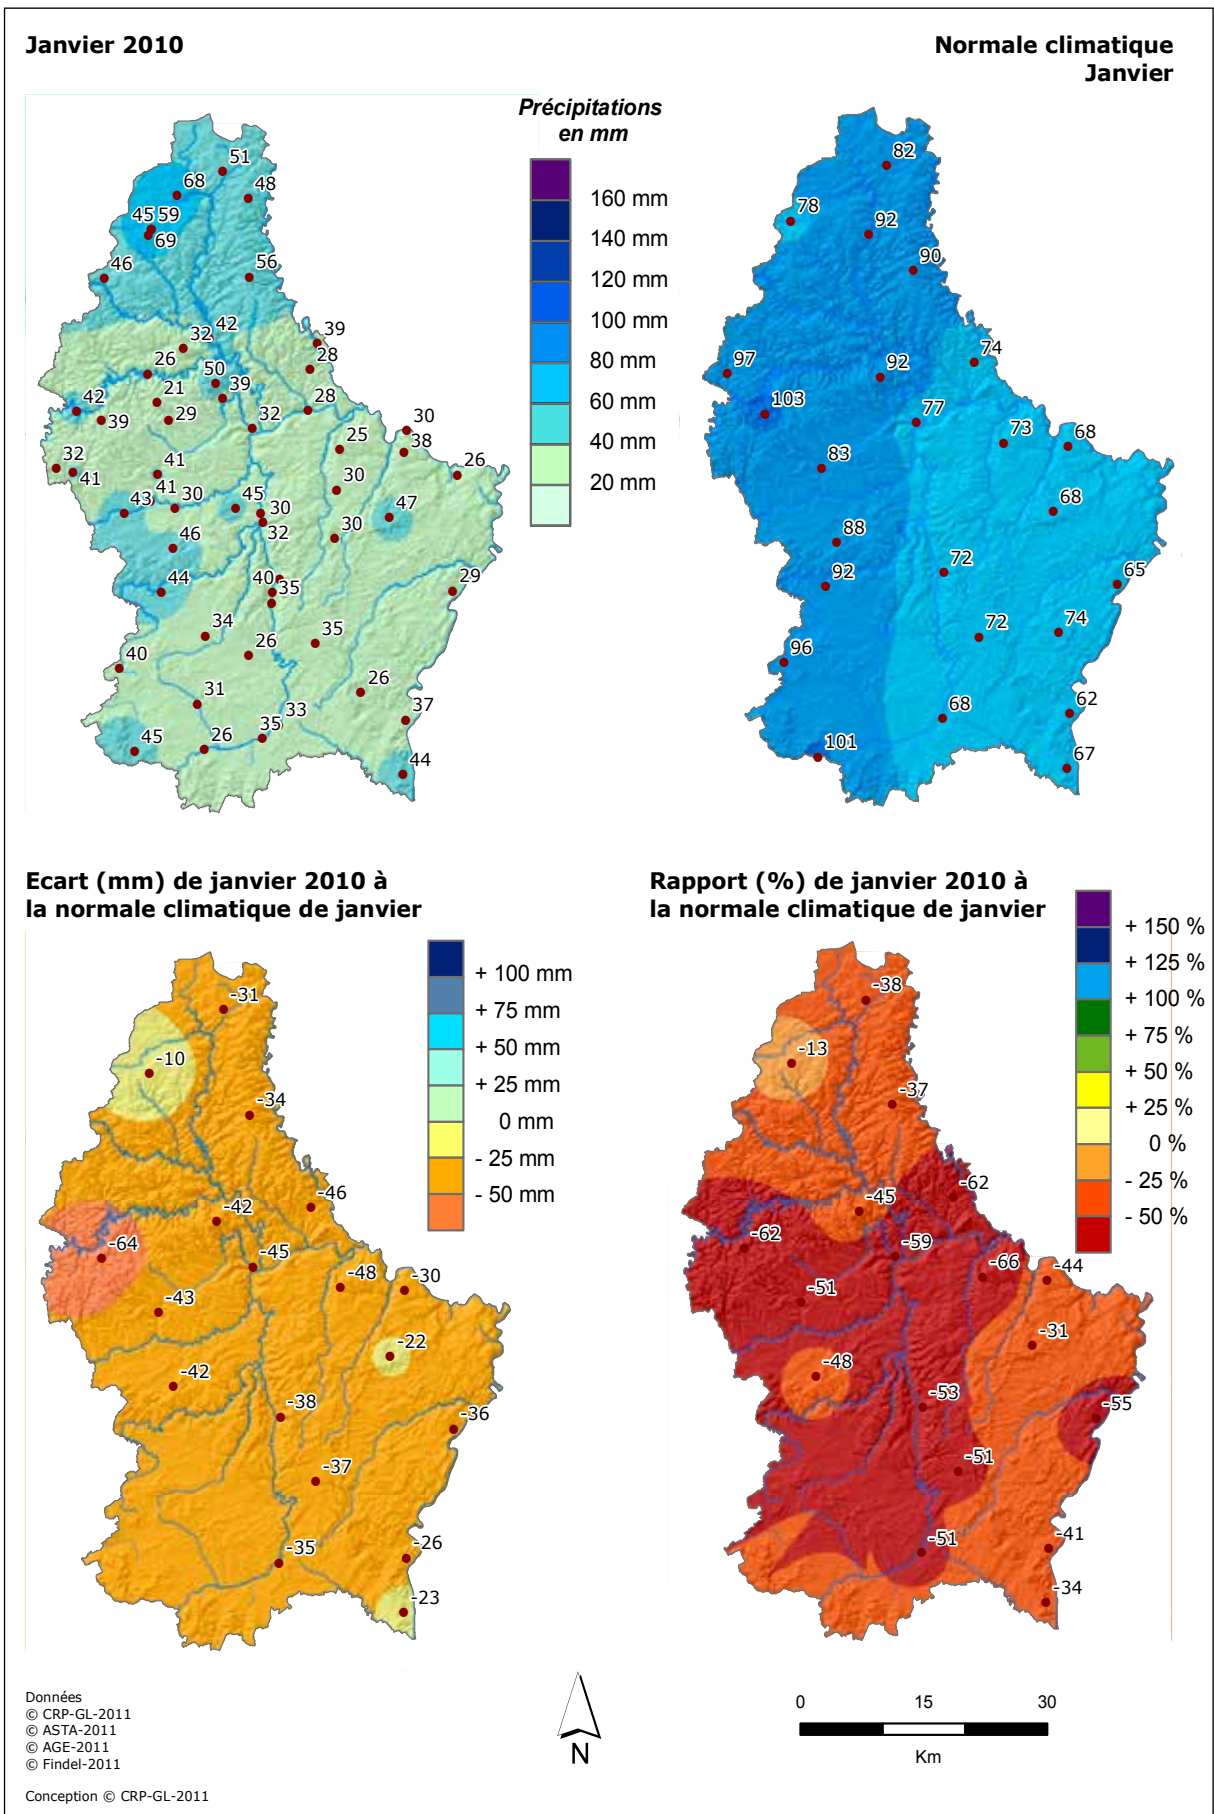 Janvier 2010
Normale climatique
Janvier
Précipitations
en mm
160 mm
140 mm
120 mm
100 mm
80 mm
60 mm
40 mm
20 mm
51
68
48
45 59
69
46
56
32 42
39
26
28
50
21
39
42
28
39
29
32
30
25
38
32
41
41
26
30
41
43
30
45
30
47
32
46
30
44
40
35
29
34
35
26
40
26
31
37
33
35
45
26
44
82
78
92
90
74
97
92
103
77
73
68
83
68
88
72
92
65
72
74
96
62
68
101
67
Ecart (mm) de janvier 2010 à
la normale climatique de janvier
+ 100 mm
+ 75 mm
+ 50 mm
+ 25 mm
0 mm
- 25 mm
- 50 mm
-31
-10
-34
-46
-42
-64
-45
-48
-30
-43
-22
-42
-38
-36
-37
-35
-26
-23
Rapport (%) de janvier 2010 à
la normale climatique de janvier
+ 150 %
+ 125 %
+ 100 %
+ 75 %
+ 50 %
+ 25 %
0 %
- 25 %
- 50 %
-38
-13
-37
-62
-45
-62
-59
-66
-44
-51
-31
-48
-53
-55
-51
-51
-41
-34
Données
© CRP-GL-2011
© ASTA-2011
© AGE-2011
© Findel-2011
Conception © CRP-GL-2011
N
0 15 30
Km